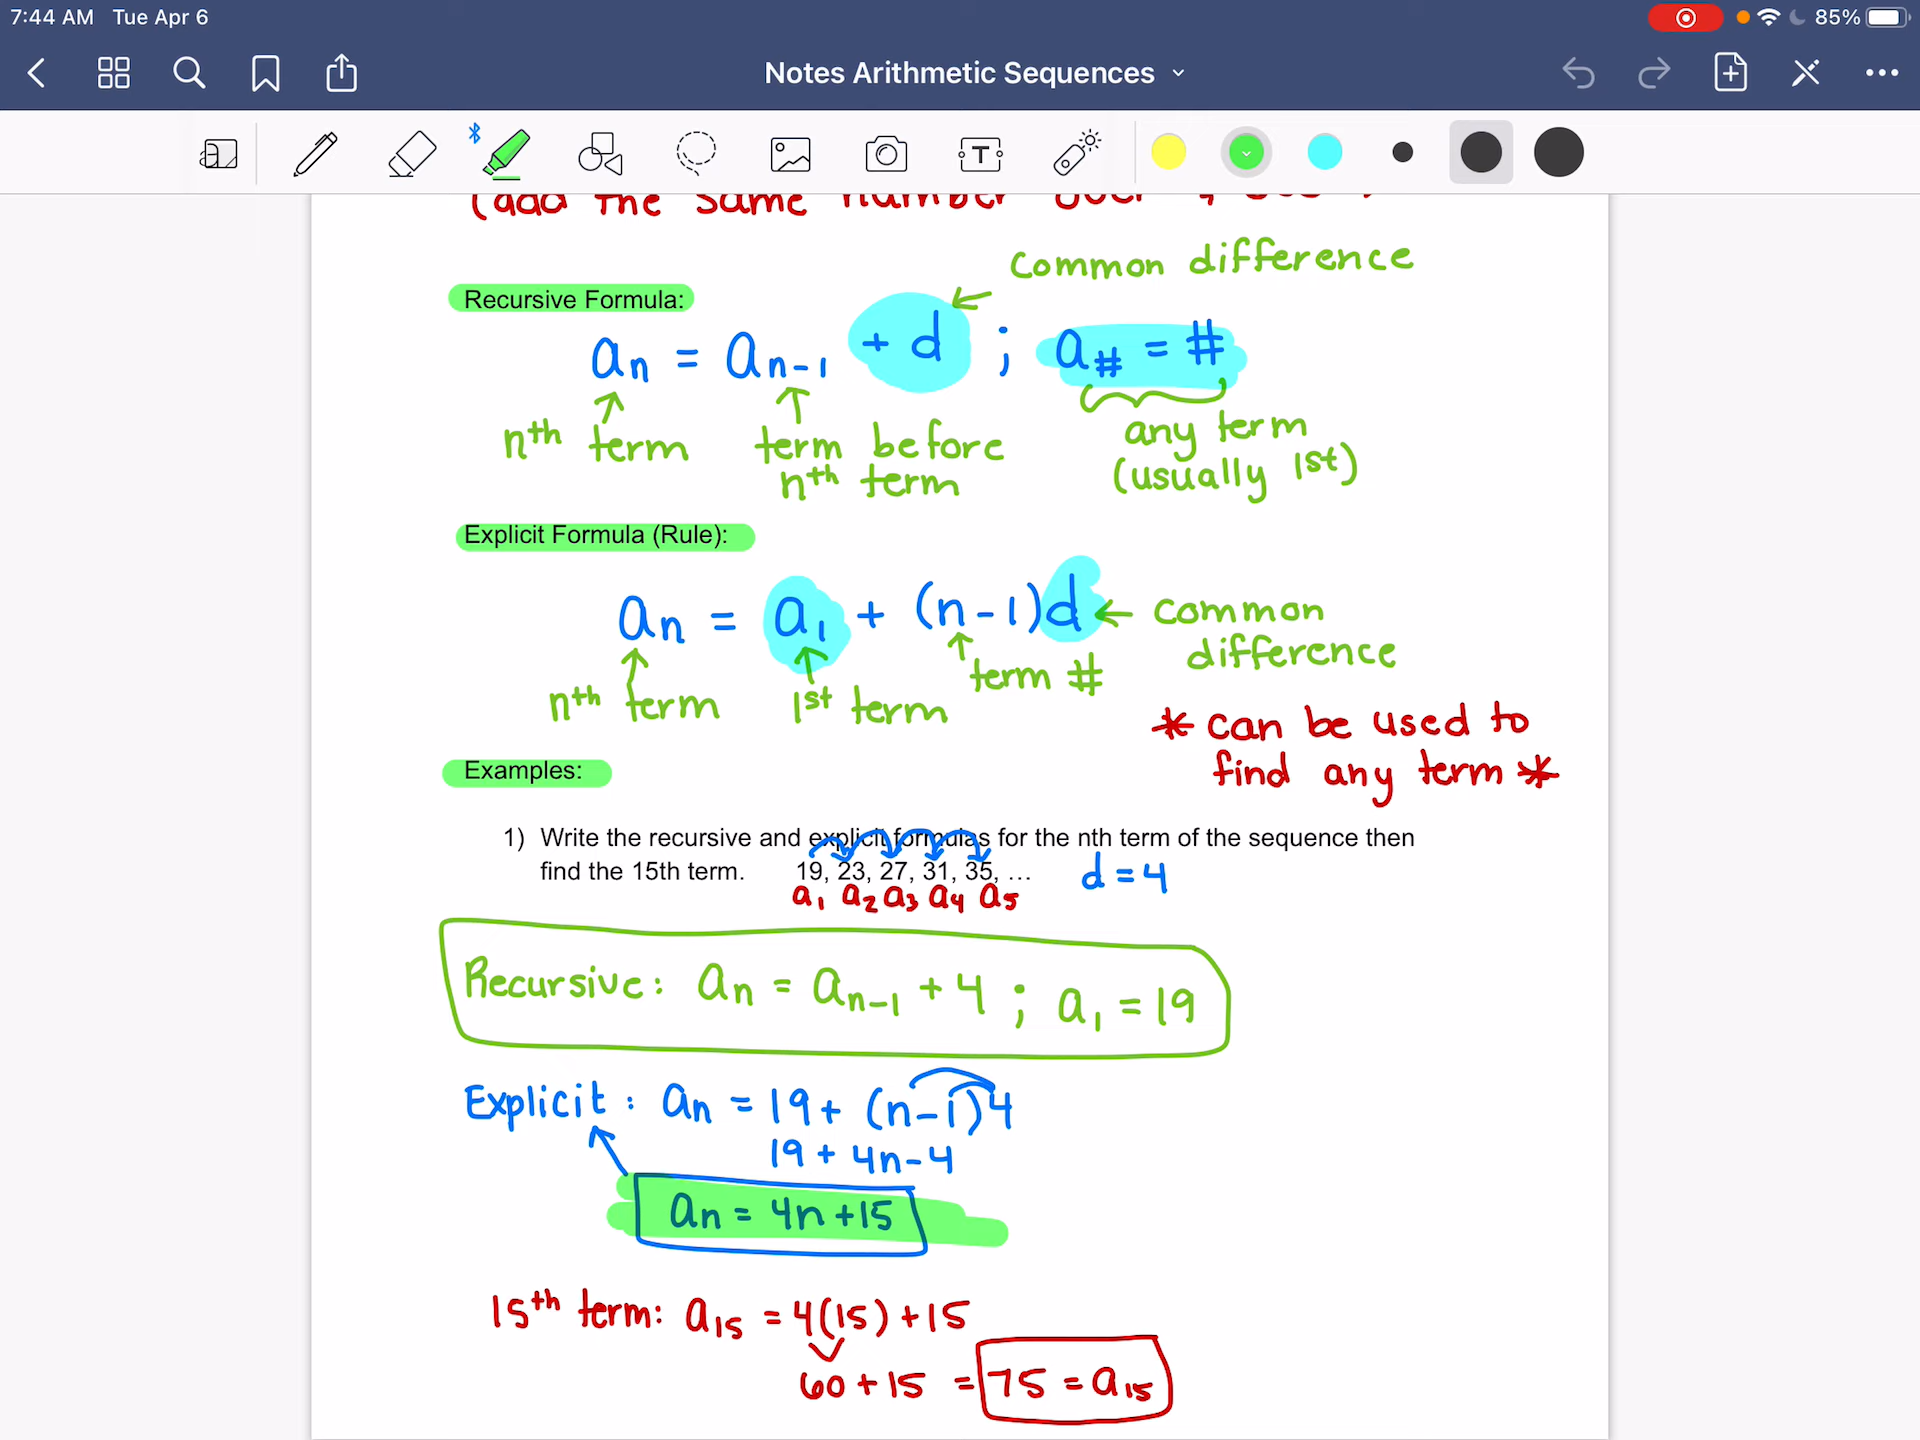 7:44 AM Tue Apr 6
85%
Notes Arithmetic Sequences
(add the same number over
common difference
Recursive Formula:
an = an-1 + d ; a# = #
nth term
term before nth term
any term (usually 1st)
Explicit Formula (Rule):
an = a1 + (n-1)d
common difference
term #
nth term
1st term
* can be used to
find any term *
Examples:
1) Write the recursive and explicit formulas for the nth term of the sequence then
find the 15th term. 19, 23, 27, 31, 35, ... d = 4
a1 a2 a3 a4 a5
Recursive: an = an-1 + 4 ; a1 = 19
Explicit: an = 19 + (n-1)4
19 + 4n - 4
an = 4n + 15
15th term: a15 = 4(15) + 15
60 + 15 = 75 = a15